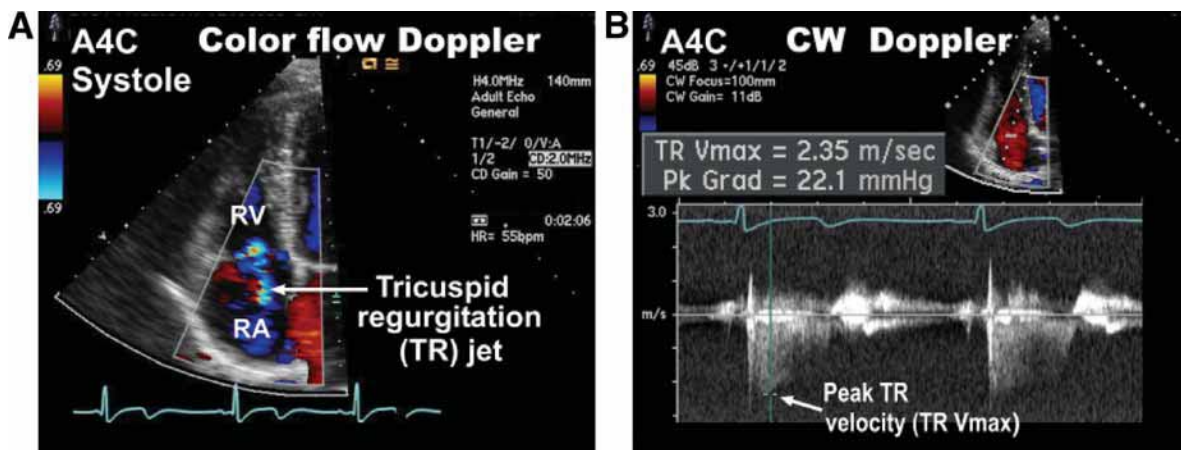 A
A4C
Systole
Color flow Doppler
.69
.69
H4.0MHz 140mm
Adult Echo
General
T1/-2/ 0/V:A
1/2 CD:2.0MHz
CD Gain = 50
0:02:06
HR= 55bpm
RV
RA
Tricuspid
regurgitation
(TR) jet
B
A4C
CW Doppler
.69
45dB 3 +/+1/1/2
CW Focus=100mm
CW Gain= 11dB
.69
TR Vmax = 2.35 m/sec
Pk Grad = 22.1 mmHg
3.0
m/s
Peak TR
velocity (TR Vmax)